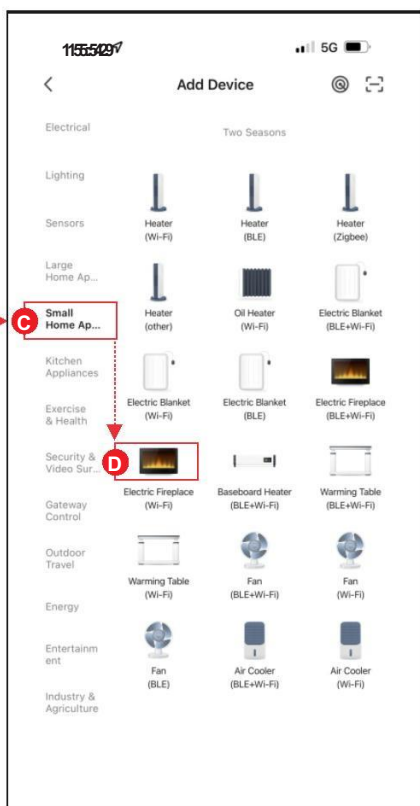 5G
Add Device
Electrical
Two Seasons
Lighting
Sensors
Heater
(Wi-Fi)
Heater
(BLE)
Heater
(Zigbee)
Large
Home Ap...
C
Small
Home Ap...
Heater
(other)
Oil Heater
(Wi-Fi)
Electric Blanket
(BLE+Wi-Fi)
Kitchen
Appliances
Exercise
& Health
Electric Blanket
(Wi-Fi)
Electric Blanket
(BLE)
Electric Fireplace
(BLE+Wi-Fi)
Security &
Video Sur...
D
Electric Fireplace
(Wi-Fi)
Baseboard Heater
(BLE+Wi-Fi)
Warming Table
(BLE+Wi-Fi)
Gateway
Control
Outdoor
Travel
Warming Table
(Wi-Fi)
Fan
(BLE+Wi-Fi)
Fan
(Wi-Fi)
Energy
Entertainm
ent
Fan
(BLE)
Air Cooler
(BLE+Wi-Fi)
Air Cooler
(Wi-Fi)
Industry &
Agriculture